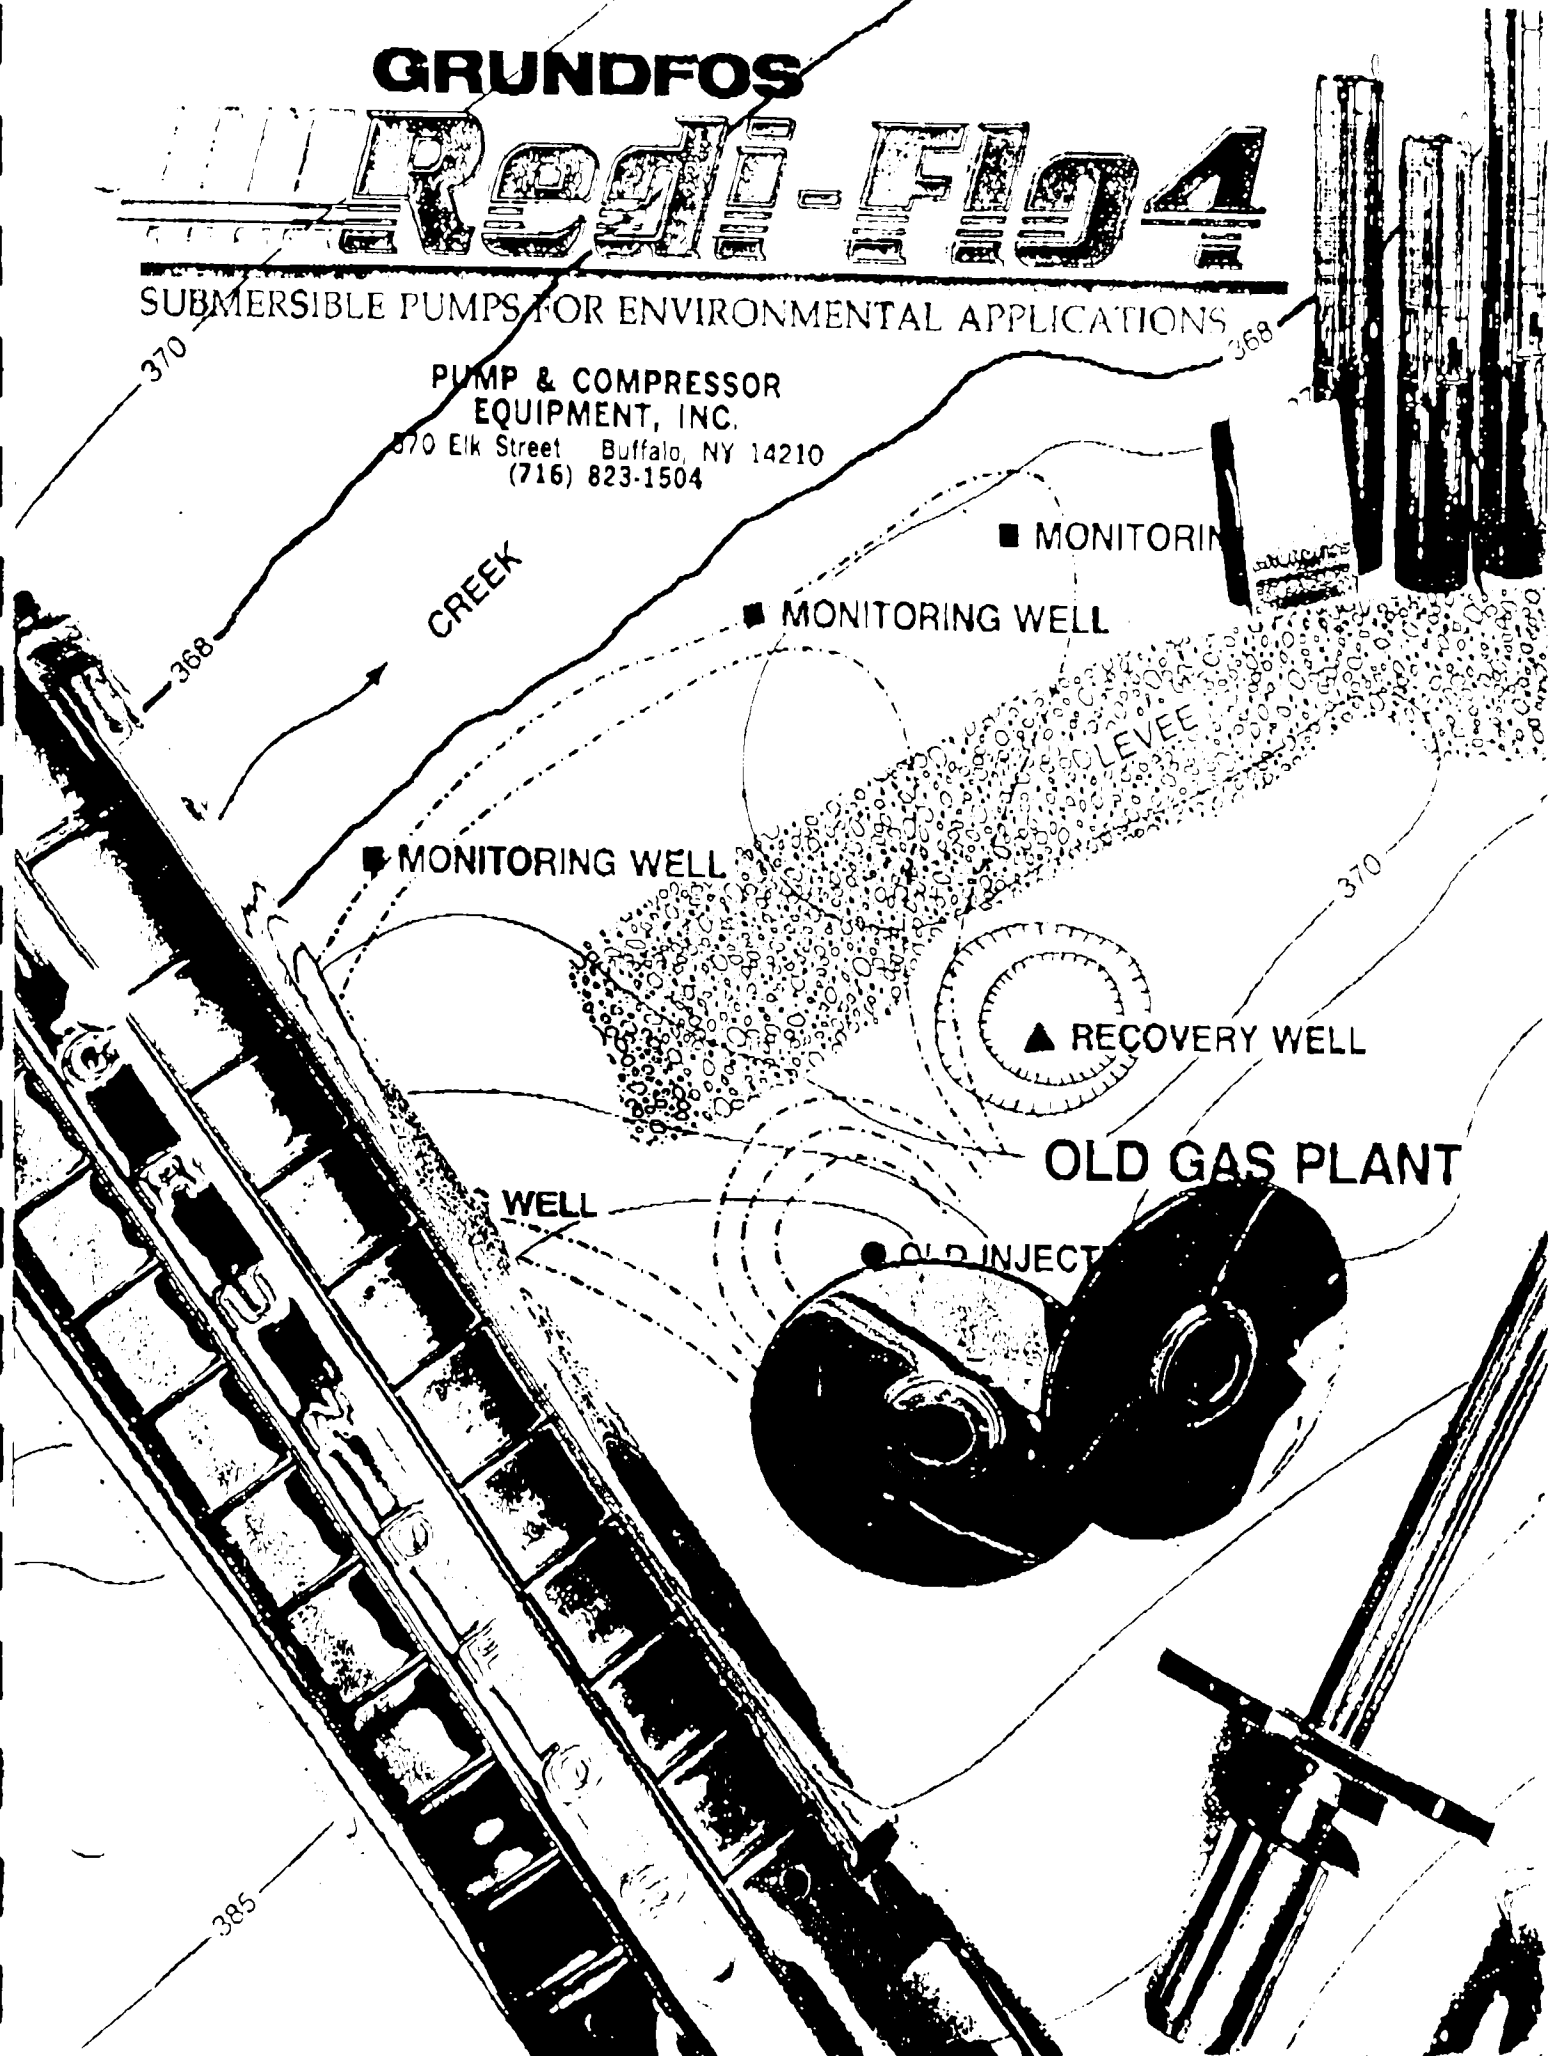 GRUNDFOS
Redi-Flo4
SUBMERSIBLE PUMPS FOR ENVIRONMENTAL APPLICATIONS
368
370
PUMP & COMPRESSOR
EQUIPMENT, INC.
Elk Street Buffalo, NY 14210
(716) 823-1504
■ MONITORIN
CREEK
■ MONITORING WELL
368
LEVEE
■ MONITORING WELL
370
▲ RECOVERY WELL
OLD GAS PLANT
WELL
● OLD INJECT
385